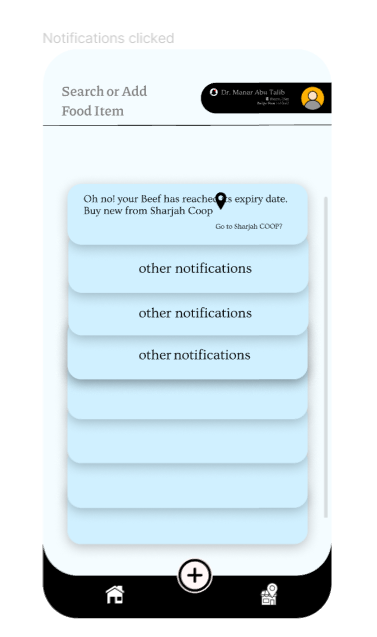 Notifications clicked
Search or Add
Food Item
Dr. Manar Abu Talib
Oh no! your Beef has reached its expiry date.
Buy new from Sharjah Coop
Go to Sharjah COOP?
other notifications
other notifications
other notifications